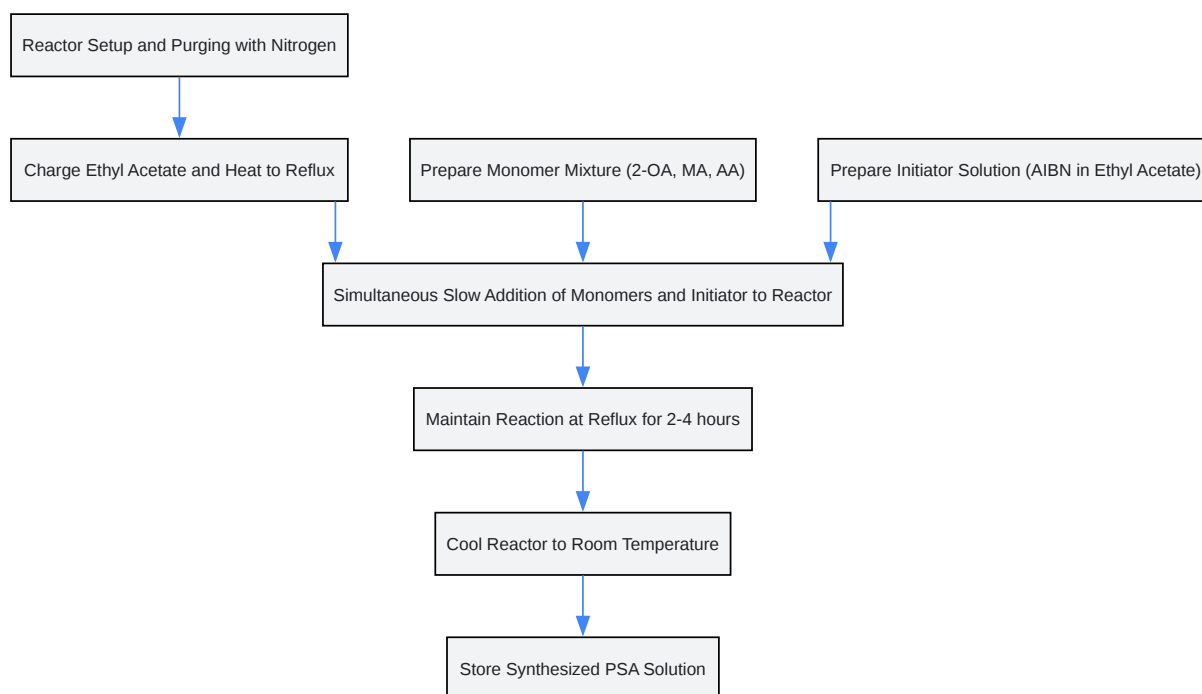 Reactor Setup and Purging with Nitrogen
Charge Ethyl Acetate and Heat to Reflux
Prepare Monomer Mixture (2-OA, MA, AA)
Prepare Initiator Solution (AIBN in Ethyl Acetate)
Simultaneous Slow Addition of Monomers and Initiator to Reactor
Maintain Reaction at Reflux for 2-4 hours
Cool Reactor to Room Temperature
Store Synthesized PSA Solution